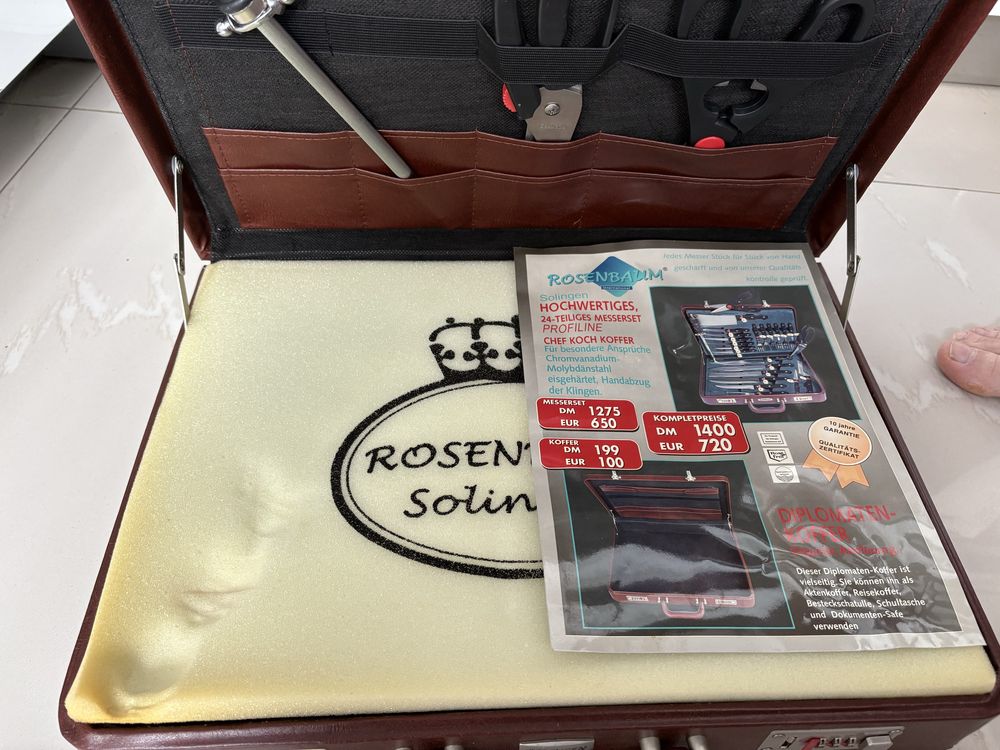 ROSENBAUM
Solingen
HOCHWERTIGES,
24-TEILIGES MESSERSET
PROFILINE
CHEF KOCH KOFFER
Für besondere Ansprüche
Chromvanadium-
Molybdänstahl
eisgehärtet, Handabzug
der Klingen.
Jedes Messer Stück für Stück von Hand
geschärft und von unserer Qualitäts-
kontrolle geprüft.
MESSERSET
DM 1275
EUR 650
KOFFER
DM 199
EUR 100
KOMPLETPREISE
DM 1400
EUR 720
10 Jahre
GARANTIE
QUALITÄTS-
ZERTIFIKAT
DIPLOMATEN-
KOFFER
Dieser Diplomaten-Koffer ist
vielseitig. Sie können ihn als
Aktenkoffer, Reisekoffer,
Besteckschatulle, Schultasche
und Dokumenten-Safe
verwenden
ROSEN
Solin